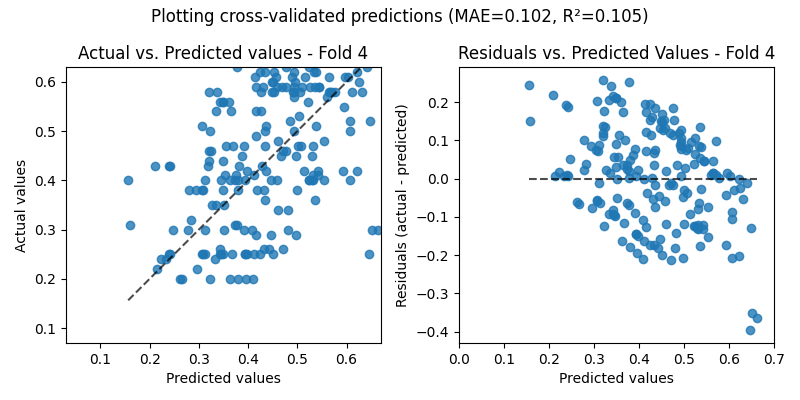 Plotting cross-validated predictions (MAE=0.102, R²=0.105)
Actual vs. Predicted values - Fold 4
Actual values
0.6
0.5
0.4
0.3
0.2
0.1
0.1 0.2 0.3 0.4 0.5 0.6
Predicted values
Residuals vs. Predicted Values - Fold 4
Residuals (actual - predicted)
0.2
0.1
0.0
−0.1
−0.2
−0.3
−0.4
0.0 0.1 0.2 0.3 0.4 0.5 0.6 0.7
Predicted values